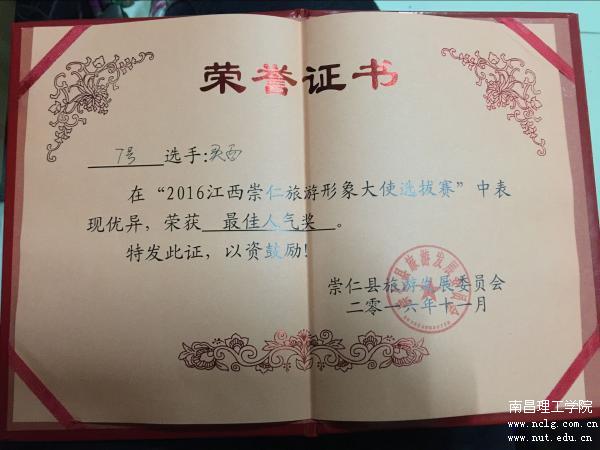 荣誉证书
7号 选手:
在“2016江西崇仁旅游形象大使选拔赛”中表
现优异,荣获 最佳人气奖 。
特发此证,以资鼓励!
崇仁县旅游发展委员会
二零一六年十一月
南昌理工学院
www.nclg.com.cn
www.nut.edu.cn